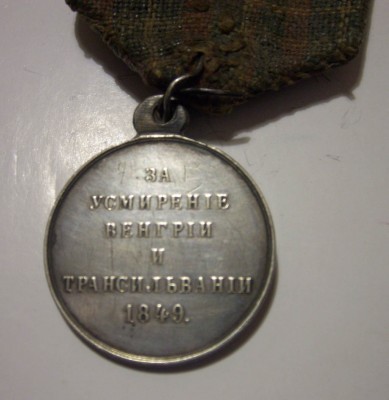 ЗА
УСМИРЕНІЕ
ВЕНГРІИ
И
ТРАНСИЛЬВАНІИ
1849.